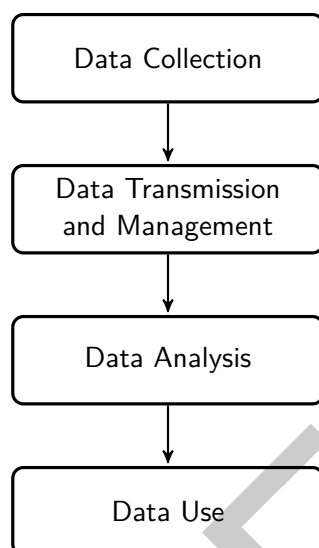 Data Collection
Data Transmission
and Management
Data Analysis
Data Use